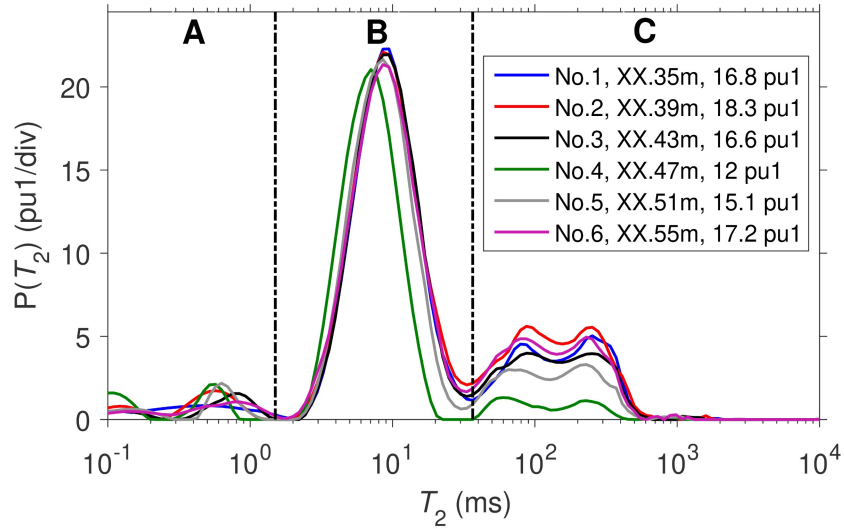 A B C
No.1, XX.35m, 16.8 pu1
No.2, XX.39m, 18.3 pu1
No.3, XX.43m, 16.6 pu1
No.4, XX.47m, 12 pu1
No.5, XX.51m, 15.1 pu1
No.6, XX.55m, 17.2 pu1
P(T₂) (pu1/div)
20
15
10
5
0
10⁻¹ 10⁰ 10¹ 10² 10³ 10⁴
T₂ (ms)